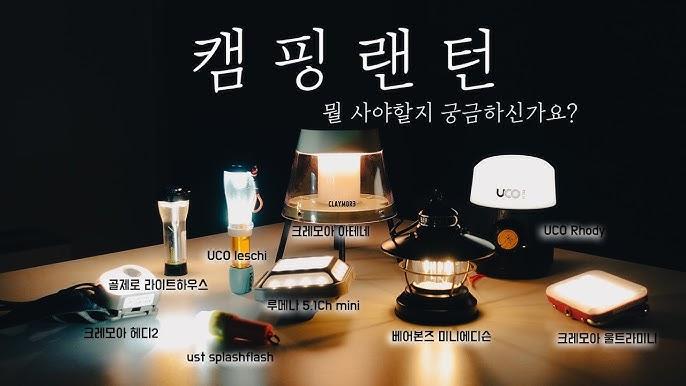 캠핑랜턴
뭘 사야할지 궁금하신가요?
CLAYMORE
크레모아 아테네
UCO
UCO Rhody
UCO leschi
골제로 라이트하우스
루메나 5.1Ch mini
크레모아 헤디2
베어본즈 미니에디슨
크레모아 울트라미니
ust splashflash